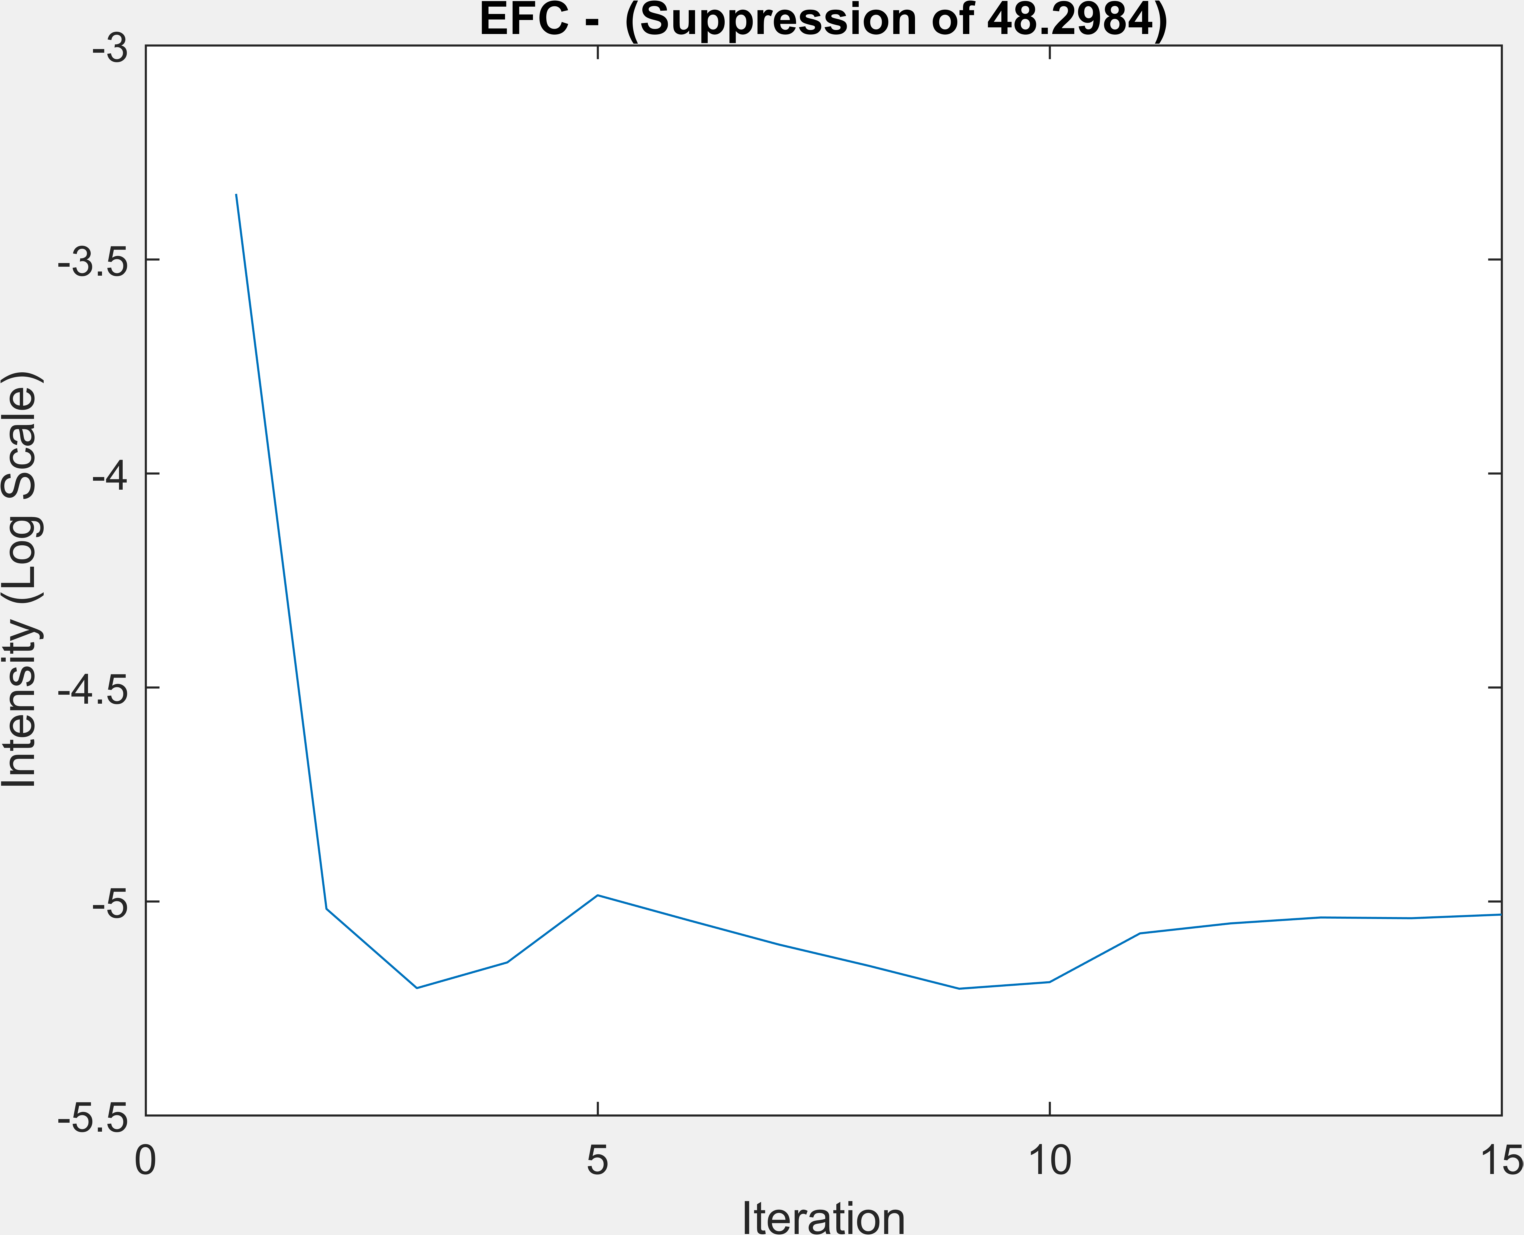 EFC -  (Suppression of 48.2984)
-3
-3.5
-4
-4.5
-5
-5.5
Intensity (Log Scale)
0 5 10 15
Iteration